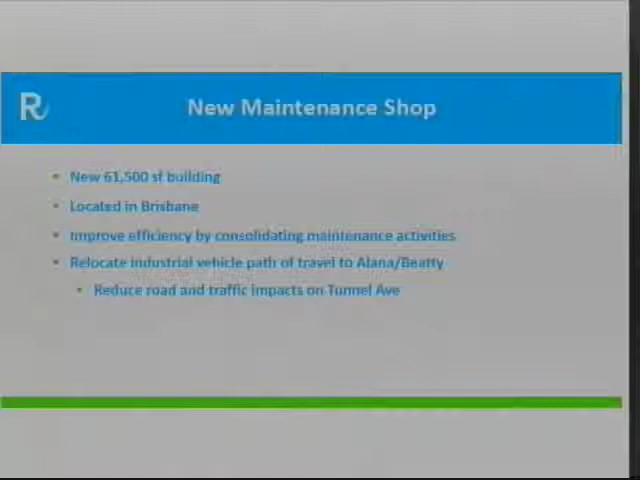 R
New Maintenance Shop
• New 61,500 sf building
• Located in Brisbane
• Improve efficiency by consolidating maintenance activities
• Relocate industrial vehicle path of travel to Alana/Beatty
• Reduce road and traffic impacts on Tunnel Ave